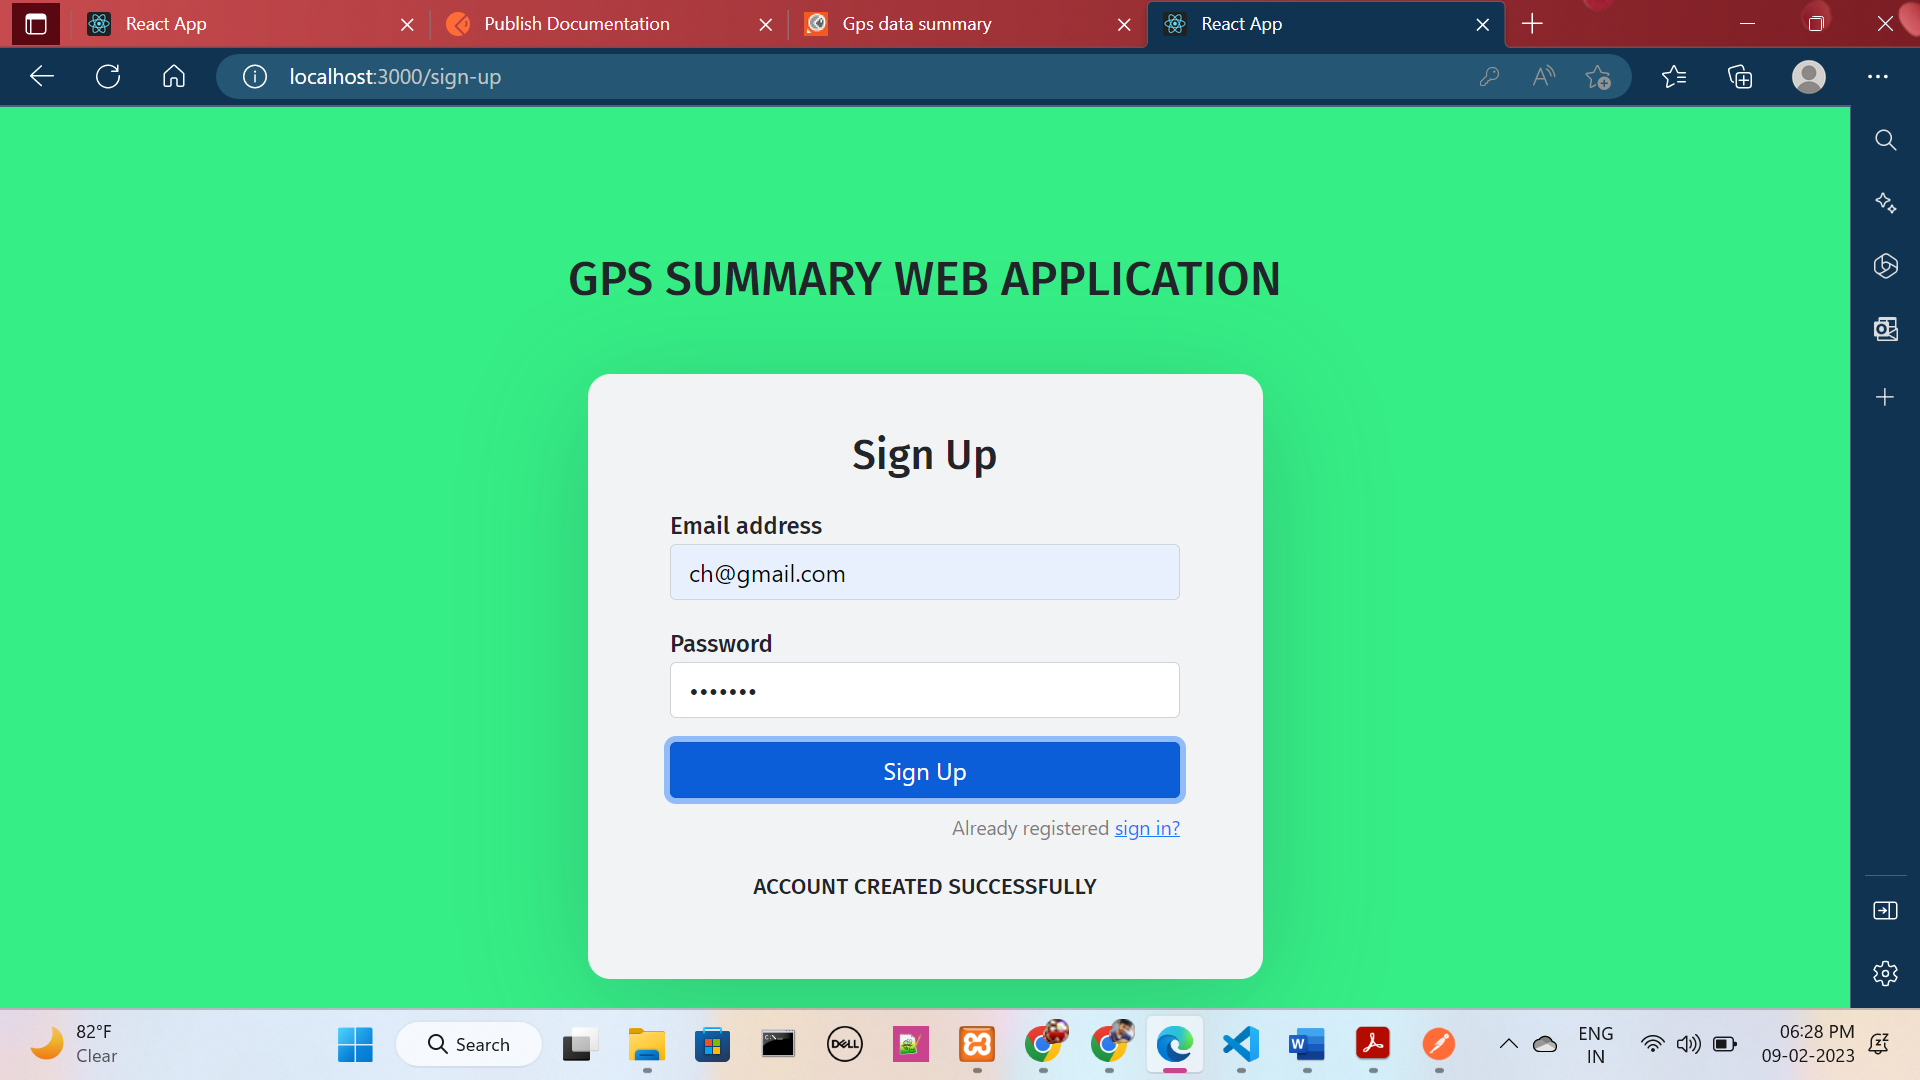 React App
Publish Documentation
Gps data summary
React App
localhost:3000/sign-up
GPS SUMMARY WEB APPLICATION
Sign Up
Email address
ch@gmail.com
Password
•••••••
Sign Up
Already registered sign in?
ACCOUNT CREATED SUCCESSFULLY
82°F
Clear
Search
DELL
ENG
IN
06:28 PM
09-02-2023